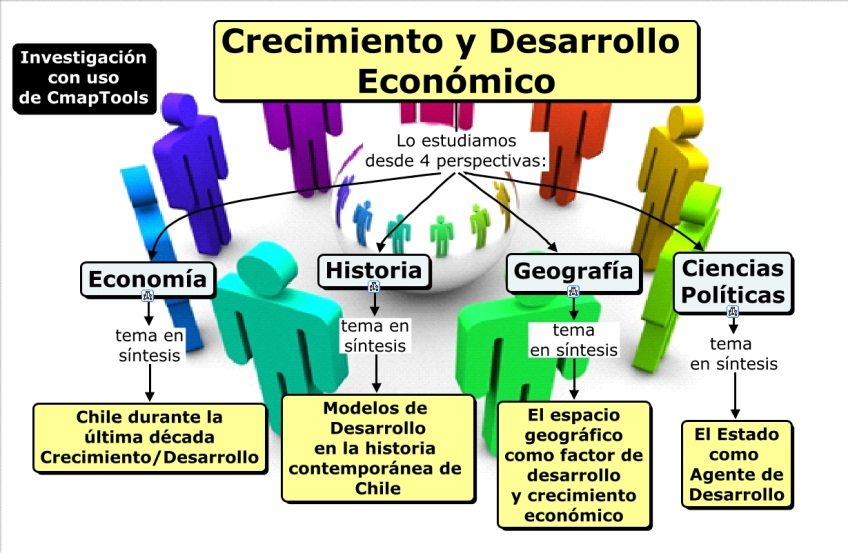 Crecimiento y Desarrollo
Económico
Investigación
con uso
de CmapTools
Lo estudiamos
desde 4 perspectivas:
Economía
Historia
Geografía
Ciencias
Políticas
tema en
síntesis
tema en
síntesis
tema
en síntesis
tema
en síntesis
Chile durante la
última década
Crecimiento/Desarrollo
Modelos de
Desarrollo
en la historia
contemporánea de
Chile
El espacio
geográfico
como factor de
desarrollo
y crecimiento
económico
El Estado
como
Agente de
Desarrollo